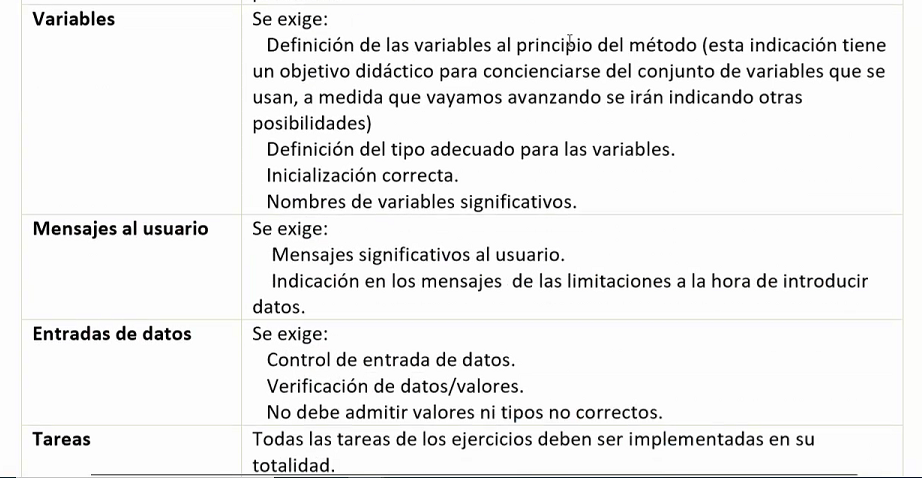 Variables
Se exige:
Definición de las variables al principio del método (esta indicación tiene
un objetivo didáctico para concienciarse del conjunto de variables que se
usan, a medida que vayamos avanzando se irán indicando otras
posibilidades)
Definición del tipo adecuado para las variables.
Inicialización correcta.
Nombres de variables significativos.
Mensajes al usuario
Se exige:
Mensajes significativos al usuario.
Indicación en los mensajes de las limitaciones a la hora de introducir
datos.
Entradas de datos
Se exige:
Control de entrada de datos.
Verificación de datos/valores.
No debe admitir valores ni tipos no correctos.
Tareas
Todas las tareas de los ejercicios deben ser implementadas en su
totalidad.